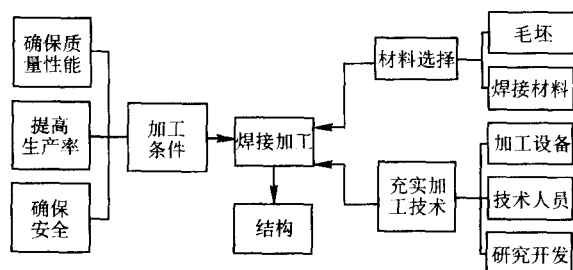 确保质
量性能
提高
生产率
确保
安全
加工
条件
焊接加工
结构
材料选择
毛坯
焊接材料
充实加
工技术
加工设备
技术人员
研究开发